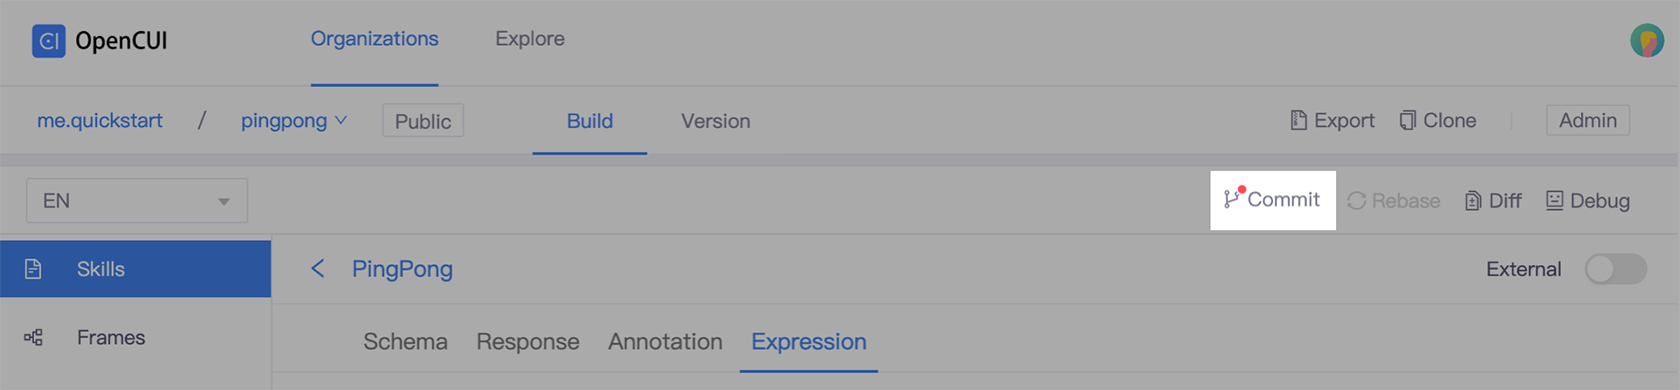 OpenCUI Organizations Explore
me.quickstart / pingpong Public Build Version Export Clone Admin
EN Commit Rebase Diff Debug
Skills PingPong External
Frames Schema Response Annotation Expression